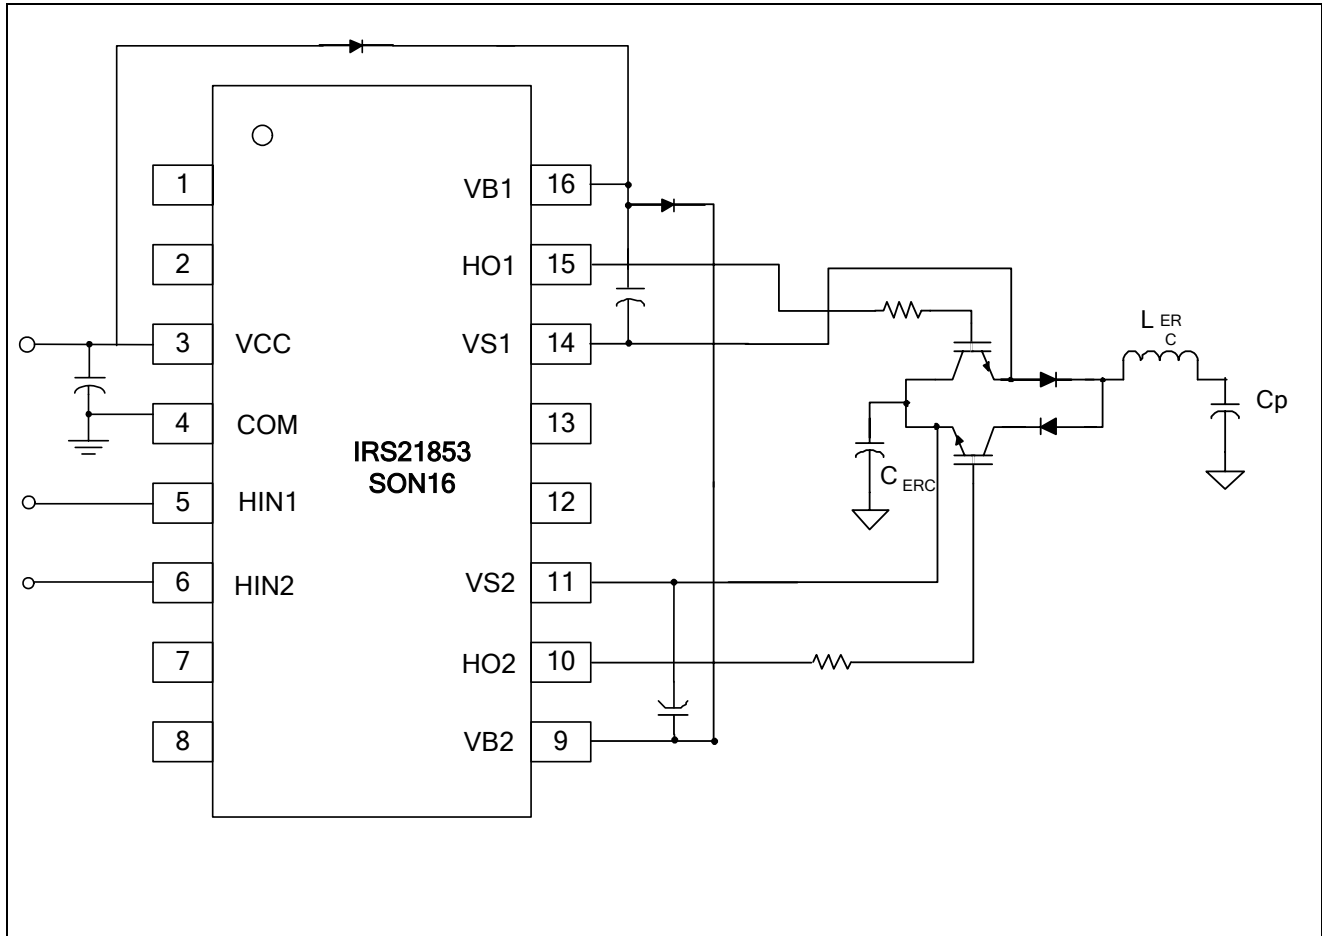 1
2
3 VCC
4 COM
5 HIN1
6 HIN2
7
8
IRS21853
SON16
VB1 16
HO1 15
VS1 14
13
12
VS2 11
HO2 10
VB2 9
L ER
C
Cp
C ERC